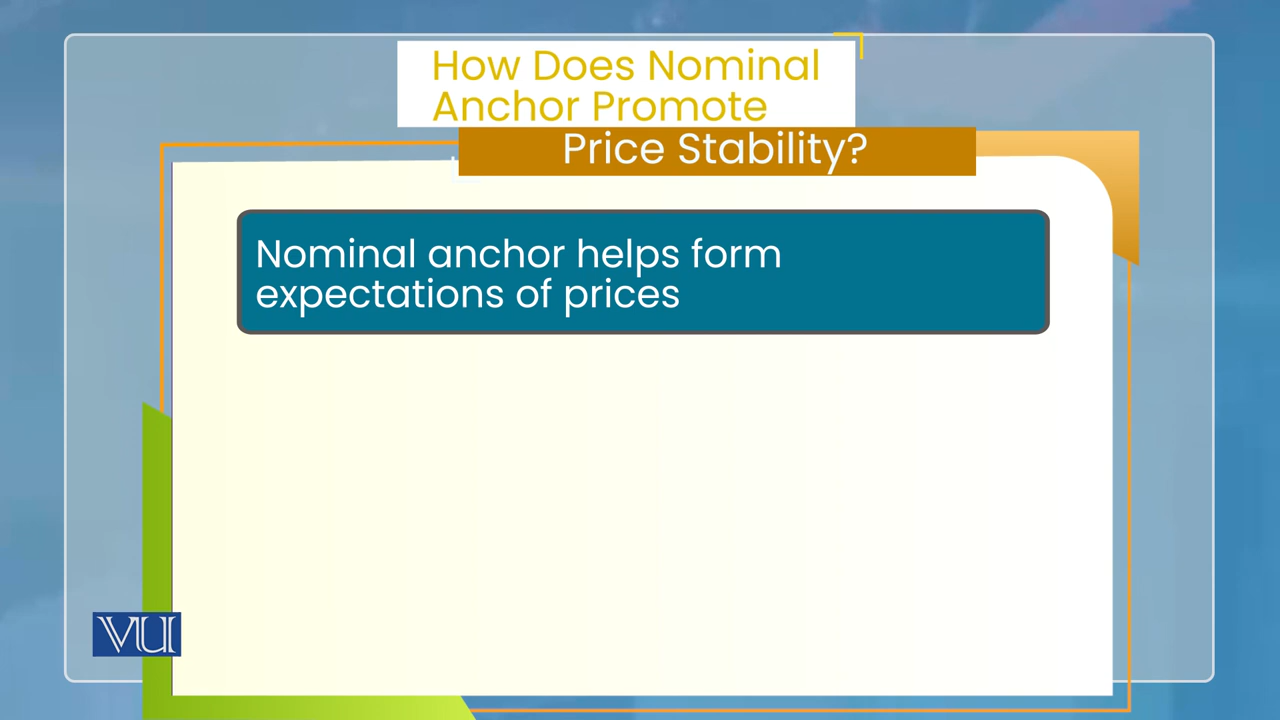 How Does Nominal
Anchor Promote
Price Stability?
Nominal anchor helps form
expectations of prices
VU